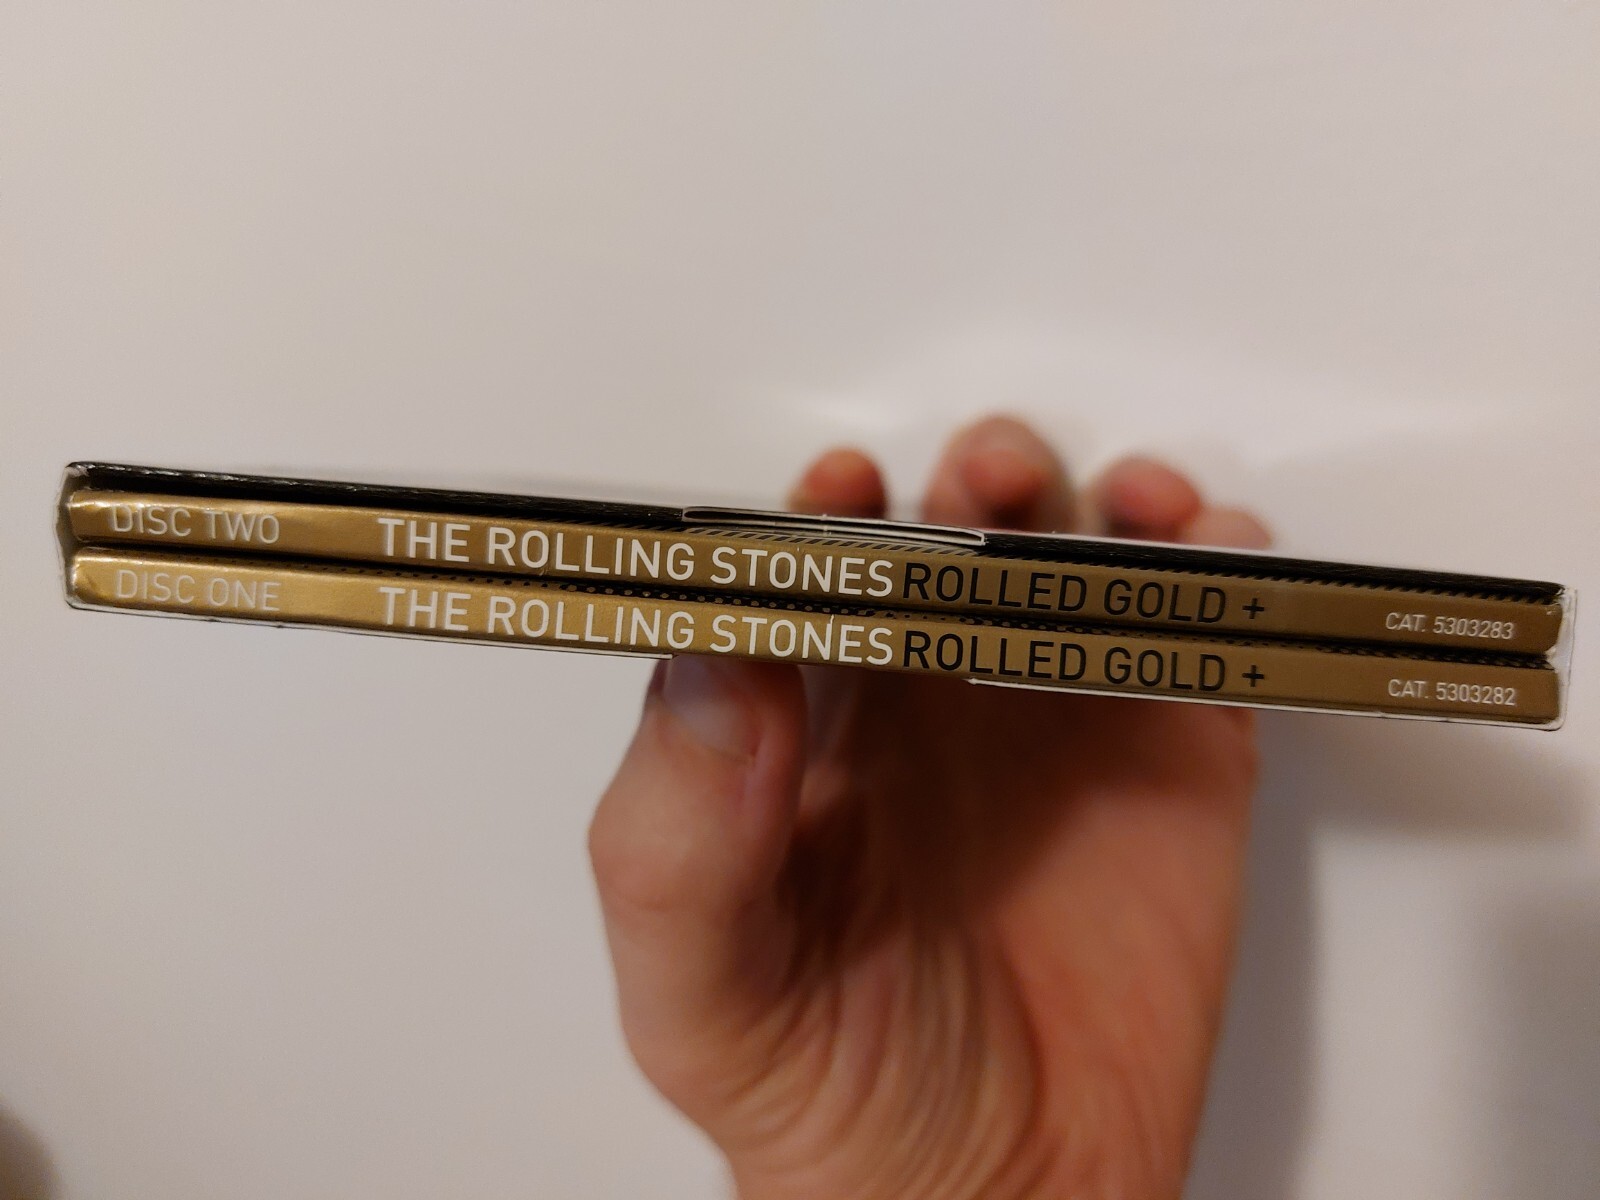 DISC TWO THE ROLLING STONES ROLLED GOLD + CAT. 5303283
DISC ONE THE ROLLING STONES ROLLED GOLD + CAT. 5303282